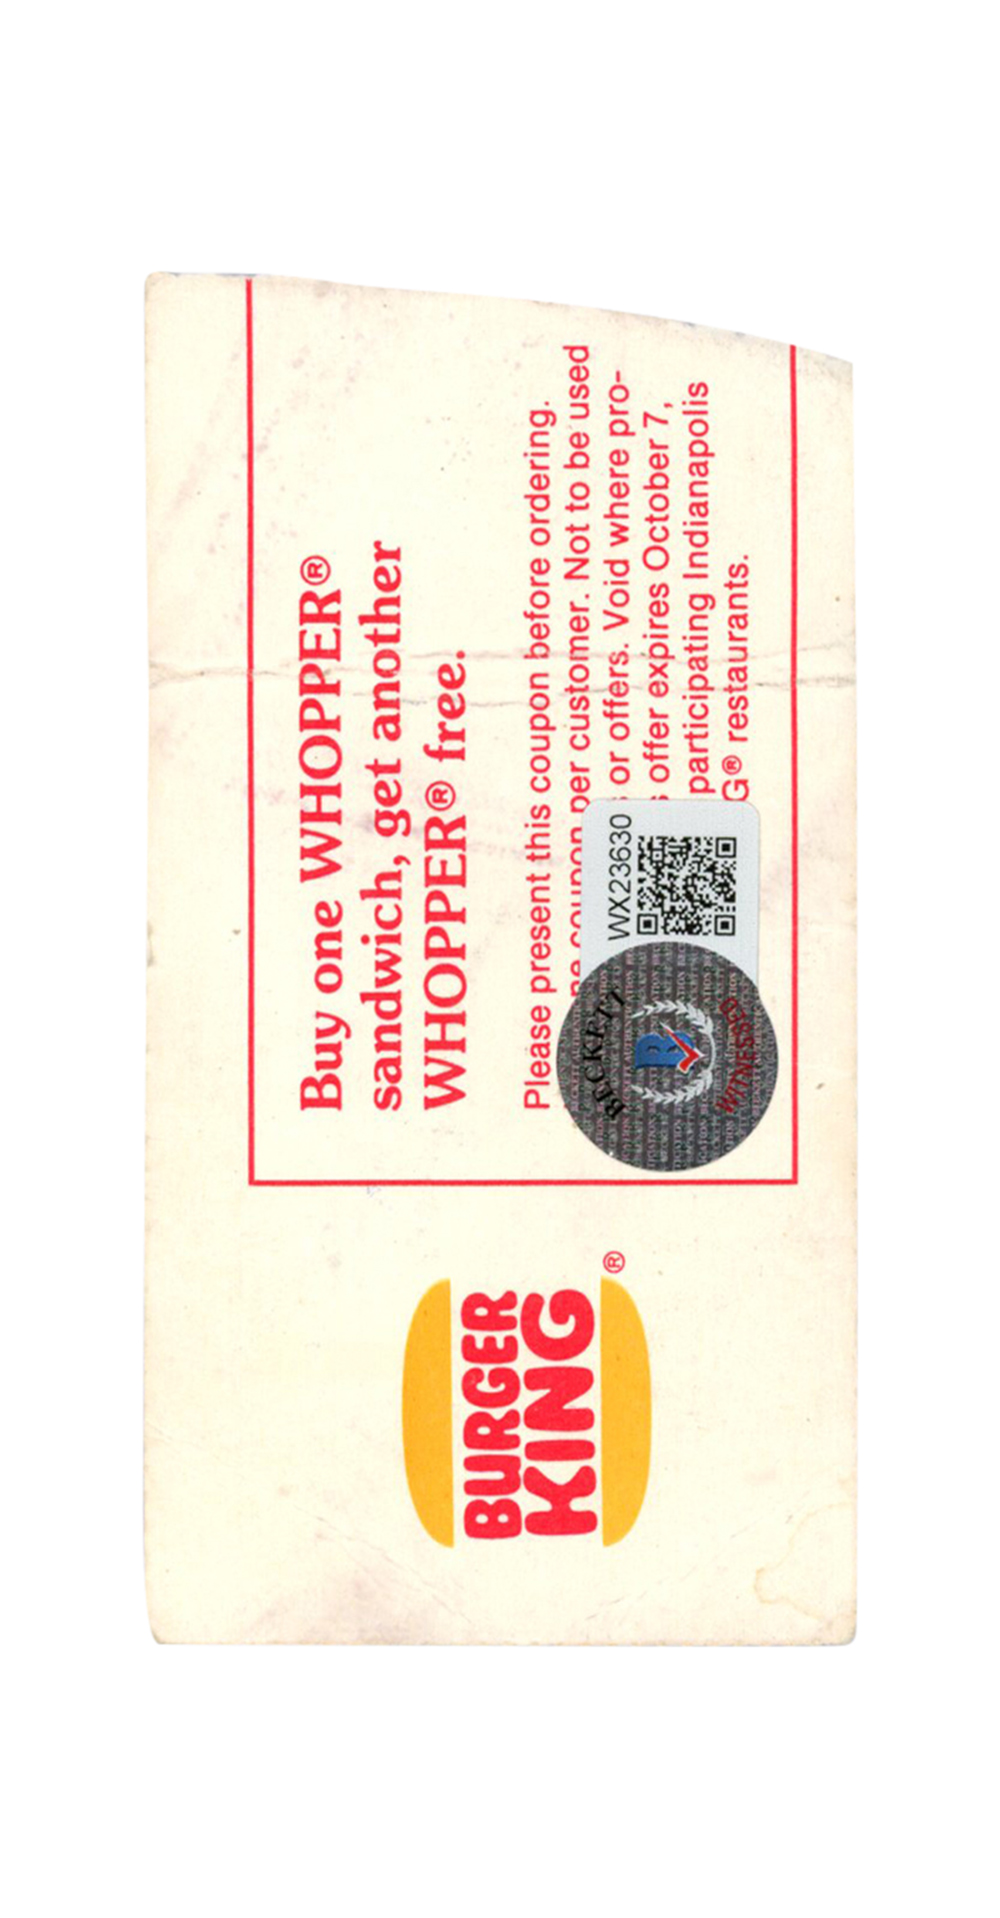 Buy one WHOPPER®
sandwich, get another
WHOPPER® free.
Please present this coupon before ordering.
coupon per customer. Not to be used
or offers. Void where pro-
offer expires October 7,
participating Indianapolis
G® restaurants.
WX23630
BECKETT
B
WITNESSED
BURGER
KING®